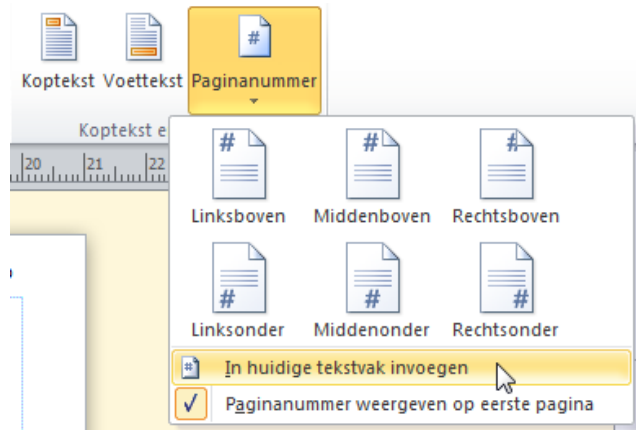 Koptekst Voettekst Paginanummer
Koptekst e
20 21 22
# # #
Linksboven Middenboven Rechtsboven
# # #
Linksonder Middenonder Rechtsonder
In huidige tekstvak invoegen
Paginanummer weergeven op eerste pagina